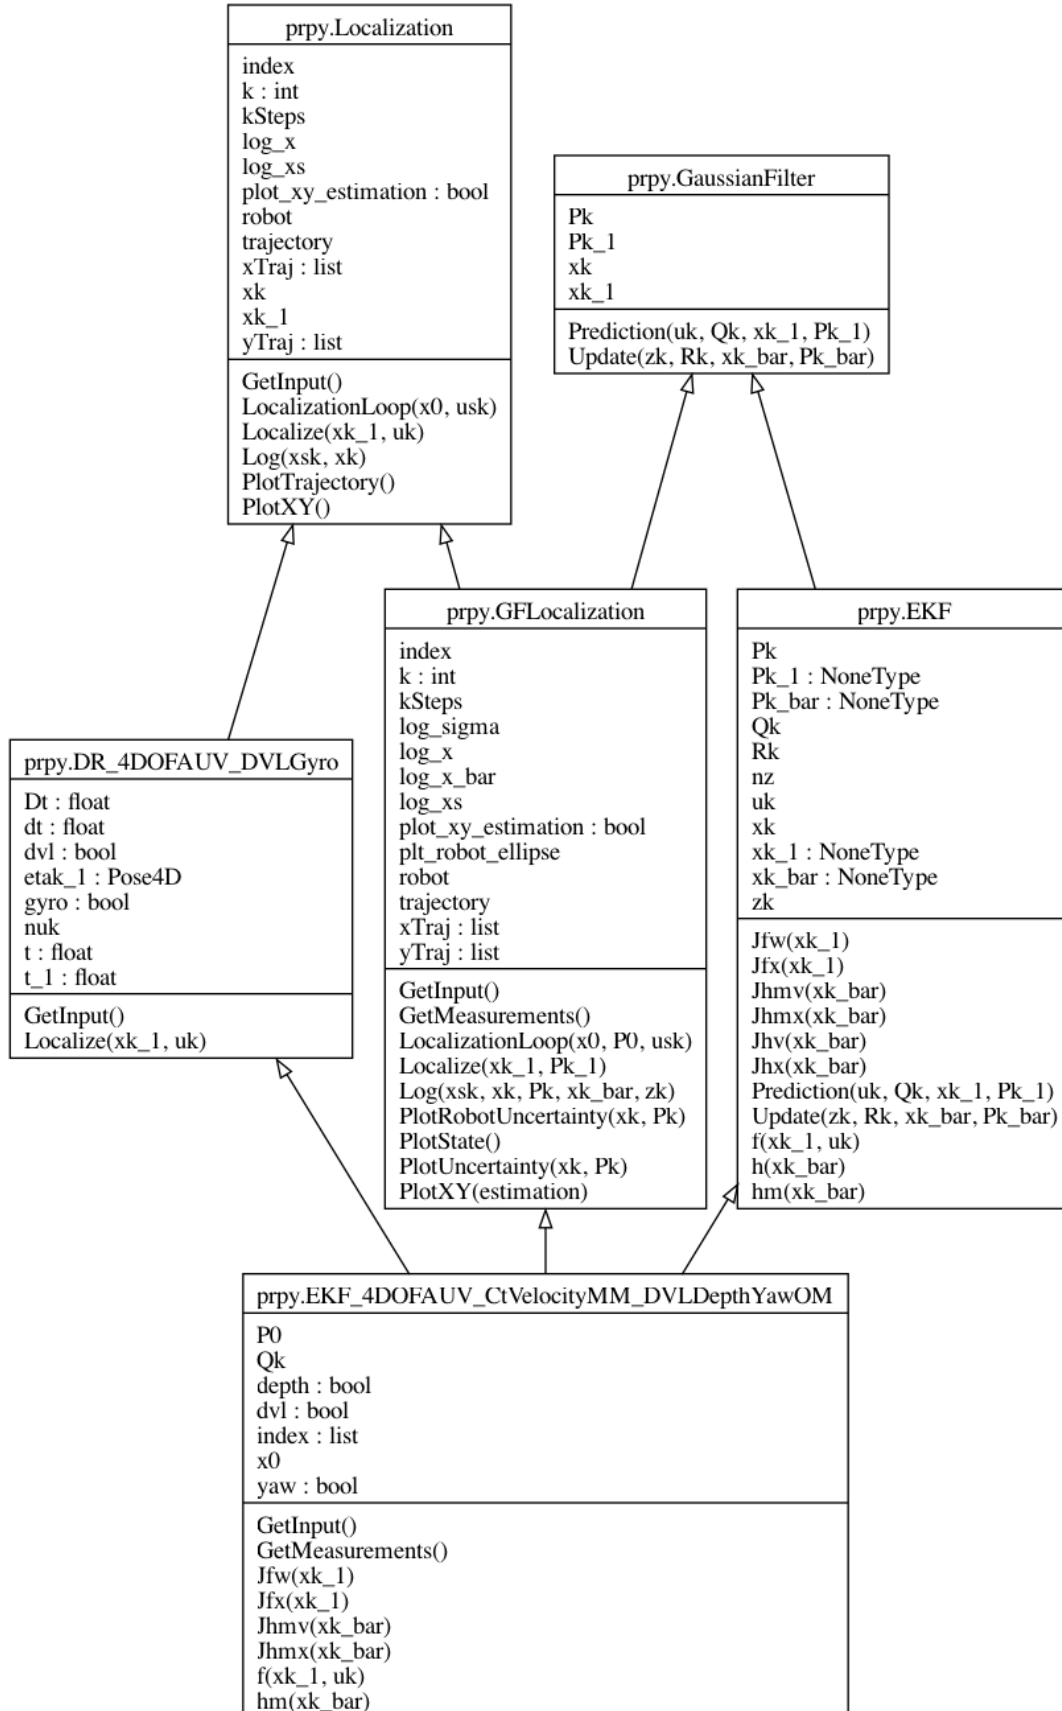 prpy.Localization
index
k : int
kSteps
log_x
log_xs
plot_xy_estimation : bool
robot
trajectory
xTraj : list
xk
xk_1
yTraj : list
GetInput()
LocalizationLoop(x0, usk)
Localize(xk_1, uk)
Log(xsk, xk)
PlotTrajectory()
PlotXY()
prpy.GaussianFilter
Pk
Pk_1
xk
xk_1
Prediction(uk, Qk, xk_1, Pk_1)
Update(zk, Rk, xk_bar, Pk_bar)
prpy.DR_4DOFAUV_DVLGyro
Dt : float
dt : float
dvl : bool
etak_1 : Pose4D
gyro : bool
nuk
t : float
t_1 : float
GetInput()
Localize(xk_1, uk)
prpy.GFLocalization
index
k : int
kSteps
log_sigma
log_x
log_x_bar
log_xs
plot_xy_estimation : bool
plt_robot_ellipse
robot
trajectory
xTraj : list
yTraj : list
GetInput()
GetMeasurements()
LocalizationLoop(x0, P0, usk)
Localize(xk_1, Pk_1)
Log(xsk, xk, Pk, xk_bar, zk)
PlotRobotUncertainty(xk, Pk)
PlotState()
PlotUncertainty(xk, Pk)
PlotXY(estimation)
prpy.EKF
Pk
Pk_1 : NoneType
Pk_bar : NoneType
Qk
Rk
nz
uk
xk
xk_1 : NoneType
xk_bar : NoneType
zk
Jfw(xk_1)
Jfx(xk_1)
Jhmv(xk_bar)
Jhmx(xk_bar)
Jhv(xk_bar)
Jhx(xk_bar)
Prediction(uk, Qk, xk_1, Pk_1)
Update(zk, Rk, xk_bar, Pk_bar)
f(xk_1, uk)
h(xk_bar)
hm(xk_bar)
prpy.EKF_4DOFAUV_CtVelocityMM_DVLDepthYawOM
P0
Qk
depth : bool
dvl : bool
index : list
x0
yaw : bool
GetInput()
GetMeasurements()
Jfw(xk_1)
Jfx(xk_1)
Jhmv(xk_bar)
Jhmx(xk_bar)
f(xk_1, uk)
hm(xk_bar)